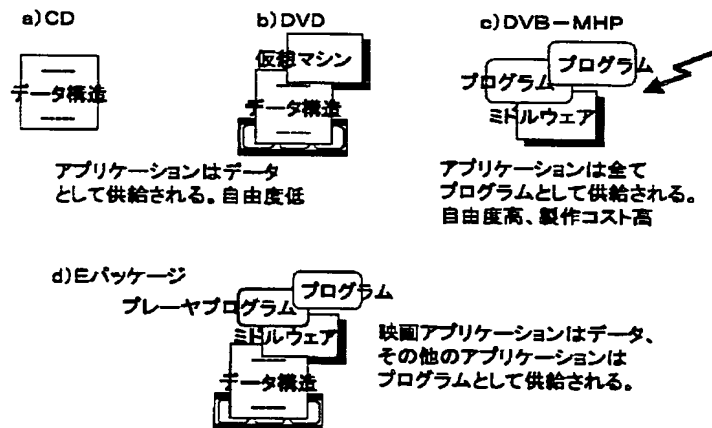 a)CD
データ構造
b)DVD
仮想マシン
データ構造
アプリケーションはデータ
として供給される。自由度低
c)DVB－MHP
プログラム
プログラム
ミドルウェア
アプリケーションは全て
プログラムとして供給される。
自由度高、製作コスト高
d)Eパッケージ
プログラム
プレーヤプログラム
ミドルウェア
データ構造
映画アプリケーションはデータ、
その他のアプリケーションは
プログラムとして供給される。